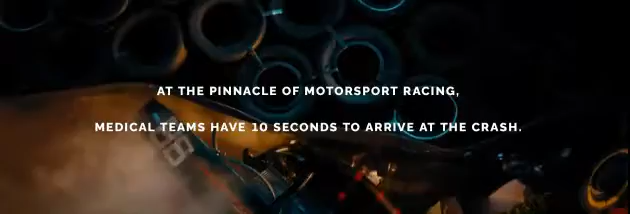 AT THE PINNACLE OF MOTORSPORT RACING,
MEDICAL TEAMS HAVE 10 SECONDS TO ARRIVE AT THE CRASH.